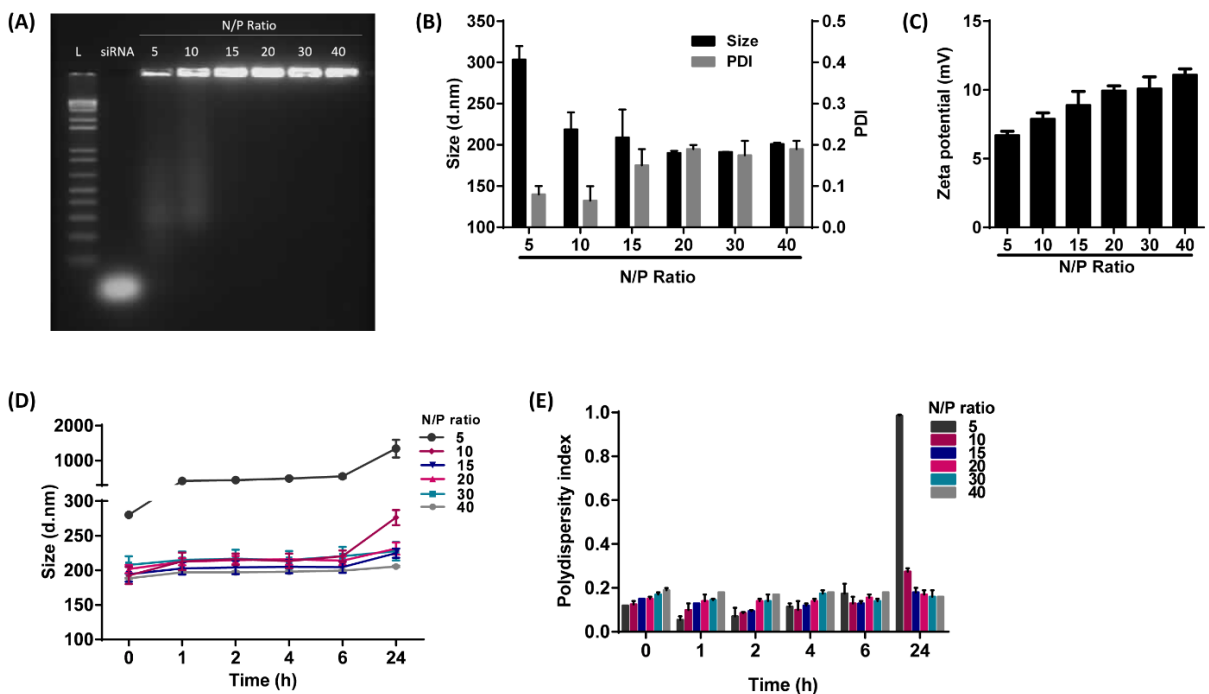 (A)
N/P Ratio
L siRNA 5 10 15 20 30 40
(B)
350
300
250
200
150
100
Size (d.nm)
Size
PDI
0.5
0.4
0.3
0.2
0.1
0.0
PDI
5 10 15 20 30 40
N/P Ratio
(C)
15
10
5
0
Zeta potential (mV)
5 10 15 20 30 40
N/P Ratio
(D)
2000
1000
300
250
200
150
100
Size (d.nm)
0 1 2 4 6 24
Time (h)
N/P ratio
5
10
15
20
30
40
(E)
1.0
0.8
0.6
0.4
0.2
0.0
Polydispersity index
0 1 2 4 6 24
Time (h)
N/P ratio
5
10
15
20
30
40